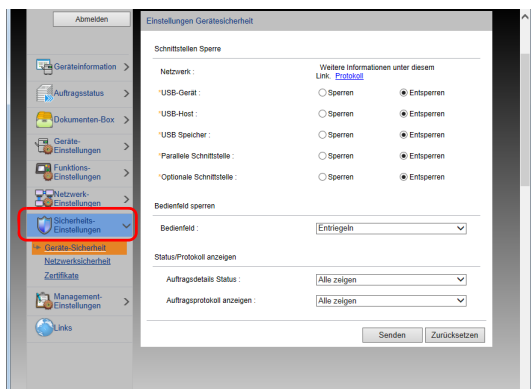 Abmelden
Geräteinformation
Auftragsstatus
Dokumenten-Box
Geräte-
Einstellungen
Funktions-
Einstellungen
Netzwerk-
Einstellungen
Sicherheits-
Einstellungen
Geräte-Sicherheit
Netzwerksicherheit
Zertifikate
Management-
Einstellungen
Links
Einstellungen Gerätesicherheit
Schnittstellen Sperre
Netzwerk : Weitere Informationen unter diesem
Link. Protokoll
*USB-Gerät : Sperren Entsperren
*USB-Host : Sperren Entsperren
*USB Speicher : Sperren Entsperren
*Parallele Schnittstelle : Sperren Entsperren
*Optionale Schnittstelle : Sperren Entsperren
Bedienfeld sperren
Bedienfeld : Entriegeln
Status/Protokoll anzeigen
Auftragsdetails Status : Alle zeigen
Auftragsprotokoll anzeigen : Alle zeigen
Senden Zurücksetzen